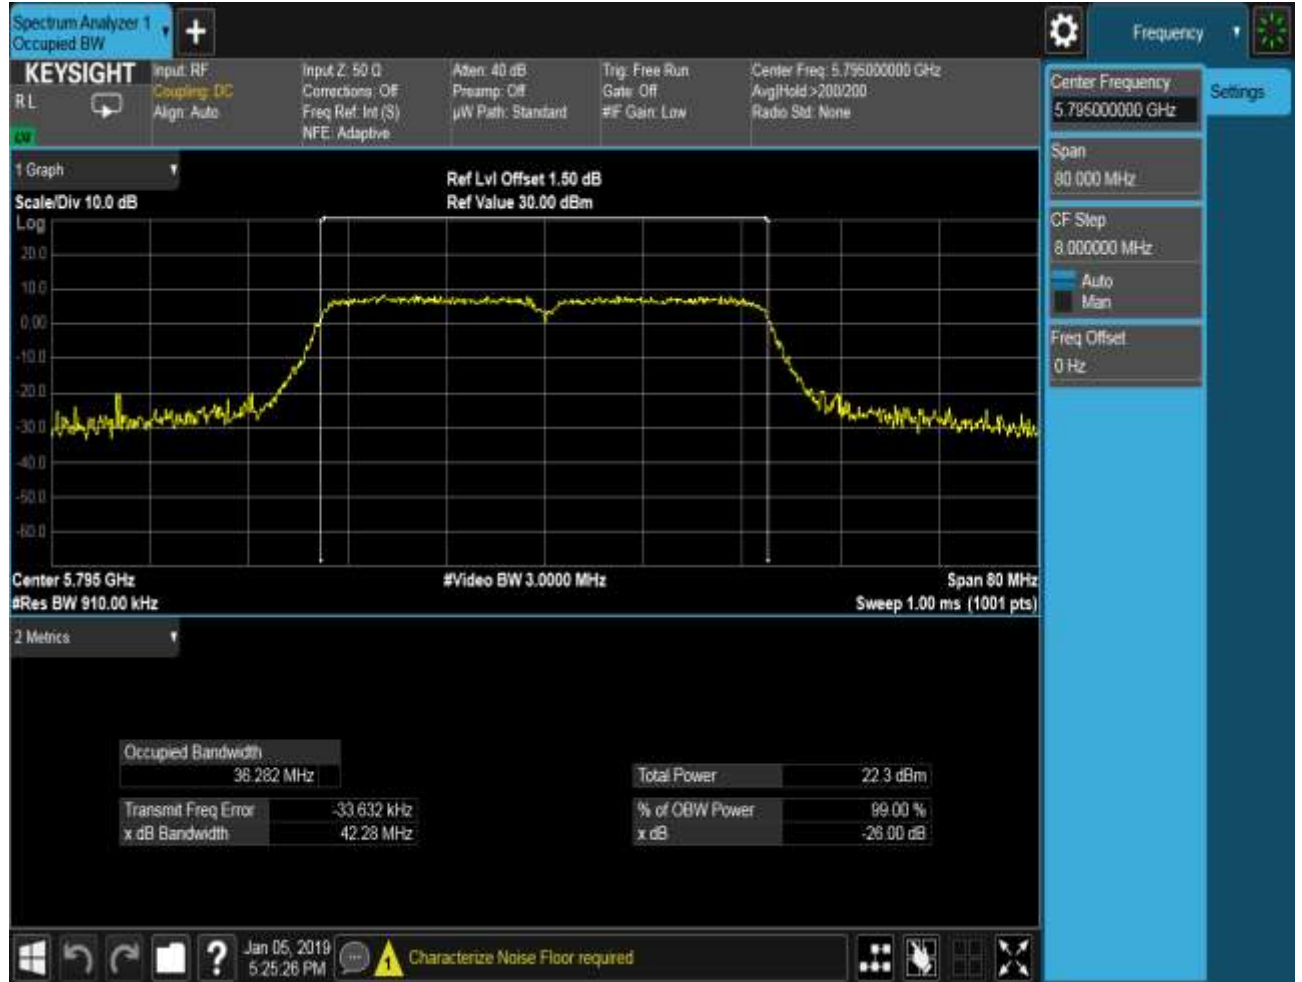 Spectrum Analyzer 1
Occupied BW
Frequency
KEYSIGHT
RL
LXI
Input: RF
Coupling: DC
Align: Auto
Input Z: 50 Ω
Corrections: Off
Freq Ref: Int (S)
NFE: Adaptive
Atten: 40 dB
Preamp: Off
µW Path: Standard
Trig: Free Run
Gate: Off
#IF Gain: Low
Center Freq: 5.795000000 GHz
Avg|Hold:>200/200
Radio Std: None
Center Frequency
5.795000000 GHz
Settings
Span
80.000 MHz
CF Step
8.000000 MHz
Auto
Man
Freq Offset
0 Hz
1 Graph
Scale/Div 10.0 dB
Ref Lvl Offset 1.50 dB
Ref Value 30.00 dBm
Log
20.0
10.0
0.00
-10.0
-20.0
-30.0
-40.0
-50.0
-60.0
Center 5.795 GHz
#Video BW 3.0000 MHz
Span 80 MHz
#Res BW 910.00 kHz
Sweep 1.00 ms (1001 pts)
2 Metrics
Occupied Bandwidth
36.282 MHz
Total Power 22.3 dBm
Transmit Freq Error -33.632 kHz
% of OBW Power 99.00 %
x dB Bandwidth 42.28 MHz
x dB -26.00 dB
?
Jan 05, 2019
5:25:26 PM
1
Characterize Noise Floor required